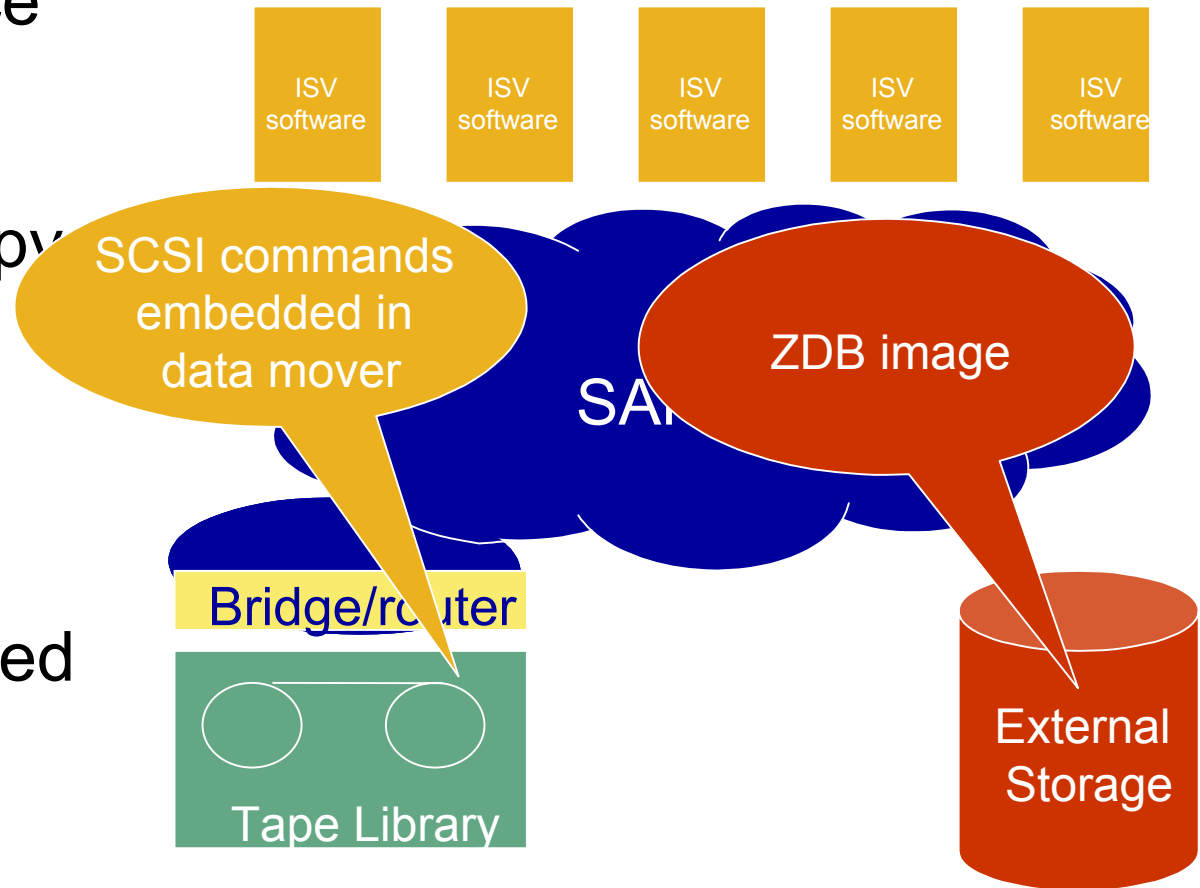 ISV
software
ISV
software
ISV
software
ISV
software
ISV
software
SCSI commands
embedded in
data mover
ZDB image
Bridge/router
ed
Tape Library
External
Storage